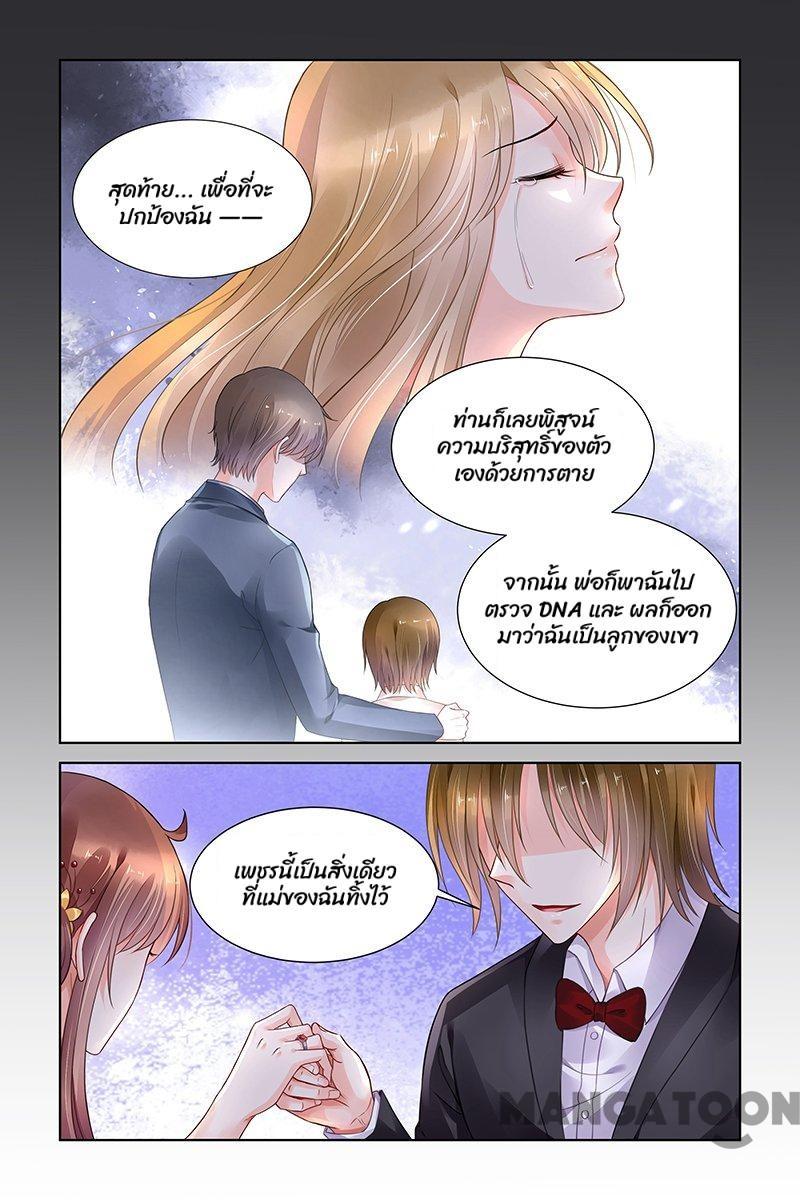 สุดท้าย... เพื่อที่จะ
ปกป้องฉัน ——
ท่านก็เลยพิสูจน์
ความบริสุทธิ์ของตัว
เองด้วยการตาย
จากนั้น พ่อก็พาฉันไป
ตรวจ DNA และ ผลก็ออก
มาว่าฉันเป็นลูกของเขา
เพชรนี้เป็นสิ่งเดียว
ที่แม่ของฉันทิ้งไว้
MANGATOON